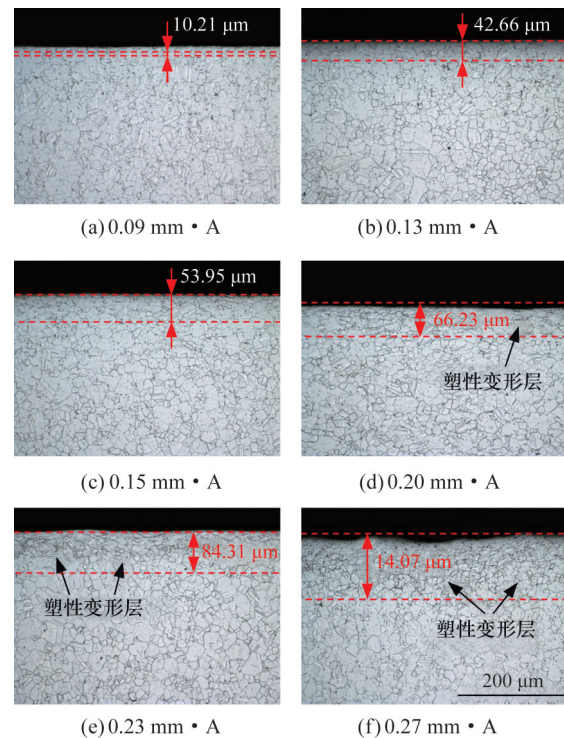 10.21 μm
42.66 μm
(a) 0.09 mm · A
(b) 0.13 mm · A
53.95 μm
66.23 μm
塑性变形层
(c) 0.15 mm · A
(d) 0.20 mm · A
84.31 μm
塑性变形层
14.07 μm
塑性变形层
200 μm
(e) 0.23 mm · A
(f) 0.27 mm · A